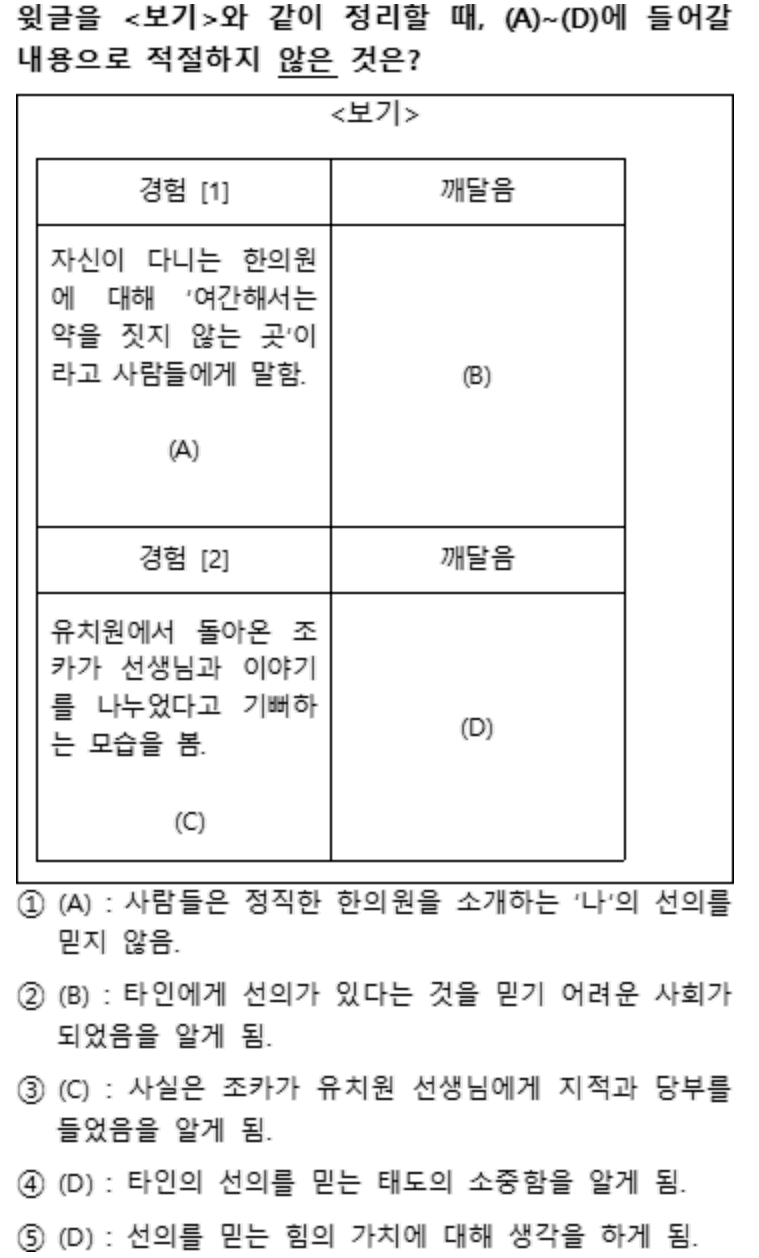 윗글을 <보기>와 같이 정리할 때, (A)~(D)에 들어갈
내용으로 적절하지 않은 것은?
<보기>
경험 [1]
깨달음
자신이 다니는 한의원
에 대해 '여간해서는
약을 짓지 않는 곳'이
라고 사람들에게 말함.
(A)
(B)
경험 [2]
깨달음
유치원에서 돌아온 조
카가 선생님과 이야기
를 나누었다고 기뻐하
는 모습을 봄.
(C)
(D)
① (A) : 사람들은 정직한 한의원을 소개하는 '나'의 선의를
믿지 않음.
② (B) : 타인에게 선의가 있다는 것을 믿기 어려운 사회가
되었음을 알게 됨.
③ (C) : 사실은 조카가 유치원 선생님에게 지적과 당부를
들었음을 알게 됨.
④ (D) : 타인의 선의를 믿는 태도의 소중함을 알게 됨.
⑤ (D) : 선의를 믿는 힘의 가치에 대해 생각을 하게 됨.